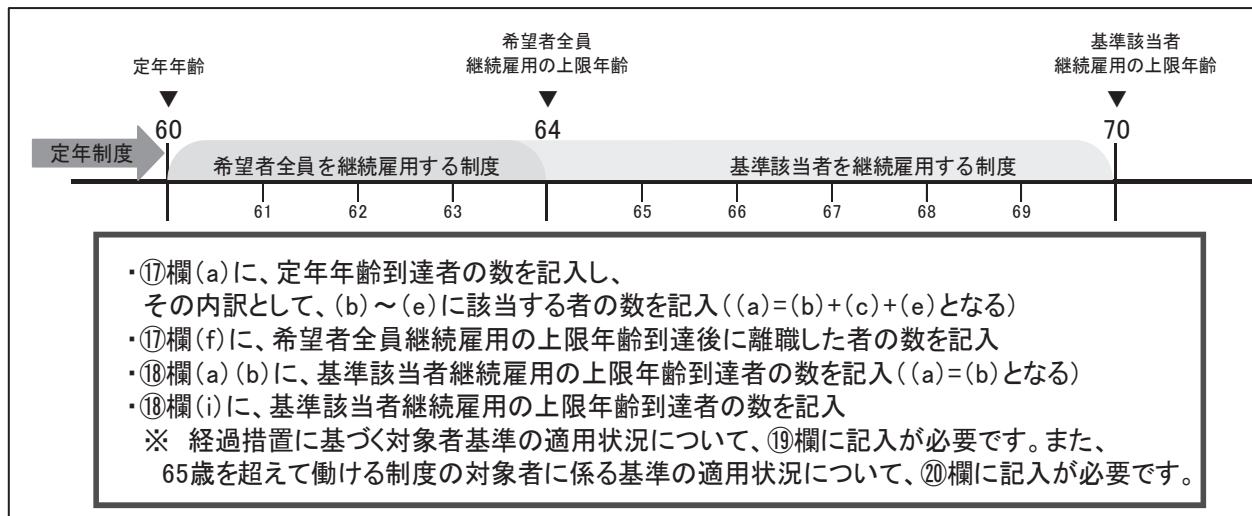 希望者全員
継続雇用の上限年齢
基準該当者
継続雇用の上限年齢
定年年齢
▼
▼
▼
60
64
70
定年制度
希望者全員を継続雇用する制度
基準該当者を継続雇用する制度
61
62
63
65
66
67
68
69
・⑰欄(a)に、定年年齢到達者の数を記入し、
その内訳として、(b)～(e)に該当する者の数を記入((a)=(b)+(c)+(e)となる)
・⑰欄(f)に、希望者全員継続雇用の上限年齢到達後に離職した者の数を記入
・⑱欄(a)(b)に、基準該当者継続雇用の上限年齢到達者の数を記入((a)=(b)となる)
・⑱欄(i)に、基準該当者継続雇用の上限年齢到達者の数を記入
※　経過措置に基づく対象者基準の適用状況について、⑲欄に記入が必要です。また、
65歳を超えて働ける制度の対象者に係る基準の適用状況について、⑳欄に記入が必要です。